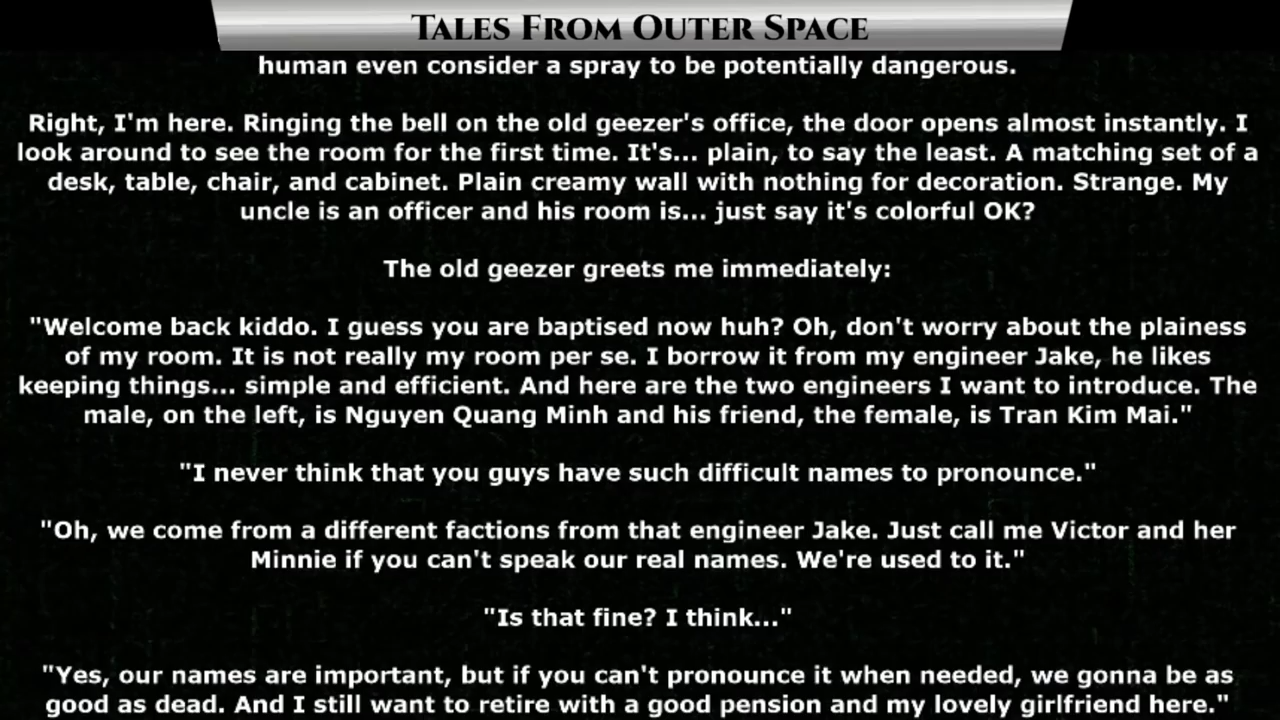 Tales From Outer Space
human even consider a spray to be potentially dangerous.
Right, I'm here. Ringing the bell on the old geezer's office, the door opens almost instantly. I
look around to see the room for the first time. It's... plain, to say the least. A matching set of a
desk, table, chair, and cabinet. Plain creamy wall with nothing for decoration. Strange. My
uncle is an officer and his room is... just say it's colorful OK?
The old geezer greets me immediately:
"Welcome back kiddo. I guess you are baptised now huh? Oh, don't worry about the plainess
of my room. It is not really my room per se. I borrow it from my engineer Jake, he likes
keeping things... simple and efficient. And here are the two engineers I want to introduce. The
male, on the left, is Nguyen Quang Minh and his friend, the female, is Tran Kim Mai."
"I never think that you guys have such difficult names to pronounce."
"Oh, we come from a different factions from that engineer Jake. Just call me Victor and her
Minnie if you can't speak our real names. We're used to it."
"Is that fine? I think..."
"Yes, our names are important, but if you can't pronounce it when needed, we gonna be as
good as dead. And I still want to retire with a good pension and my lovely girlfriend here."